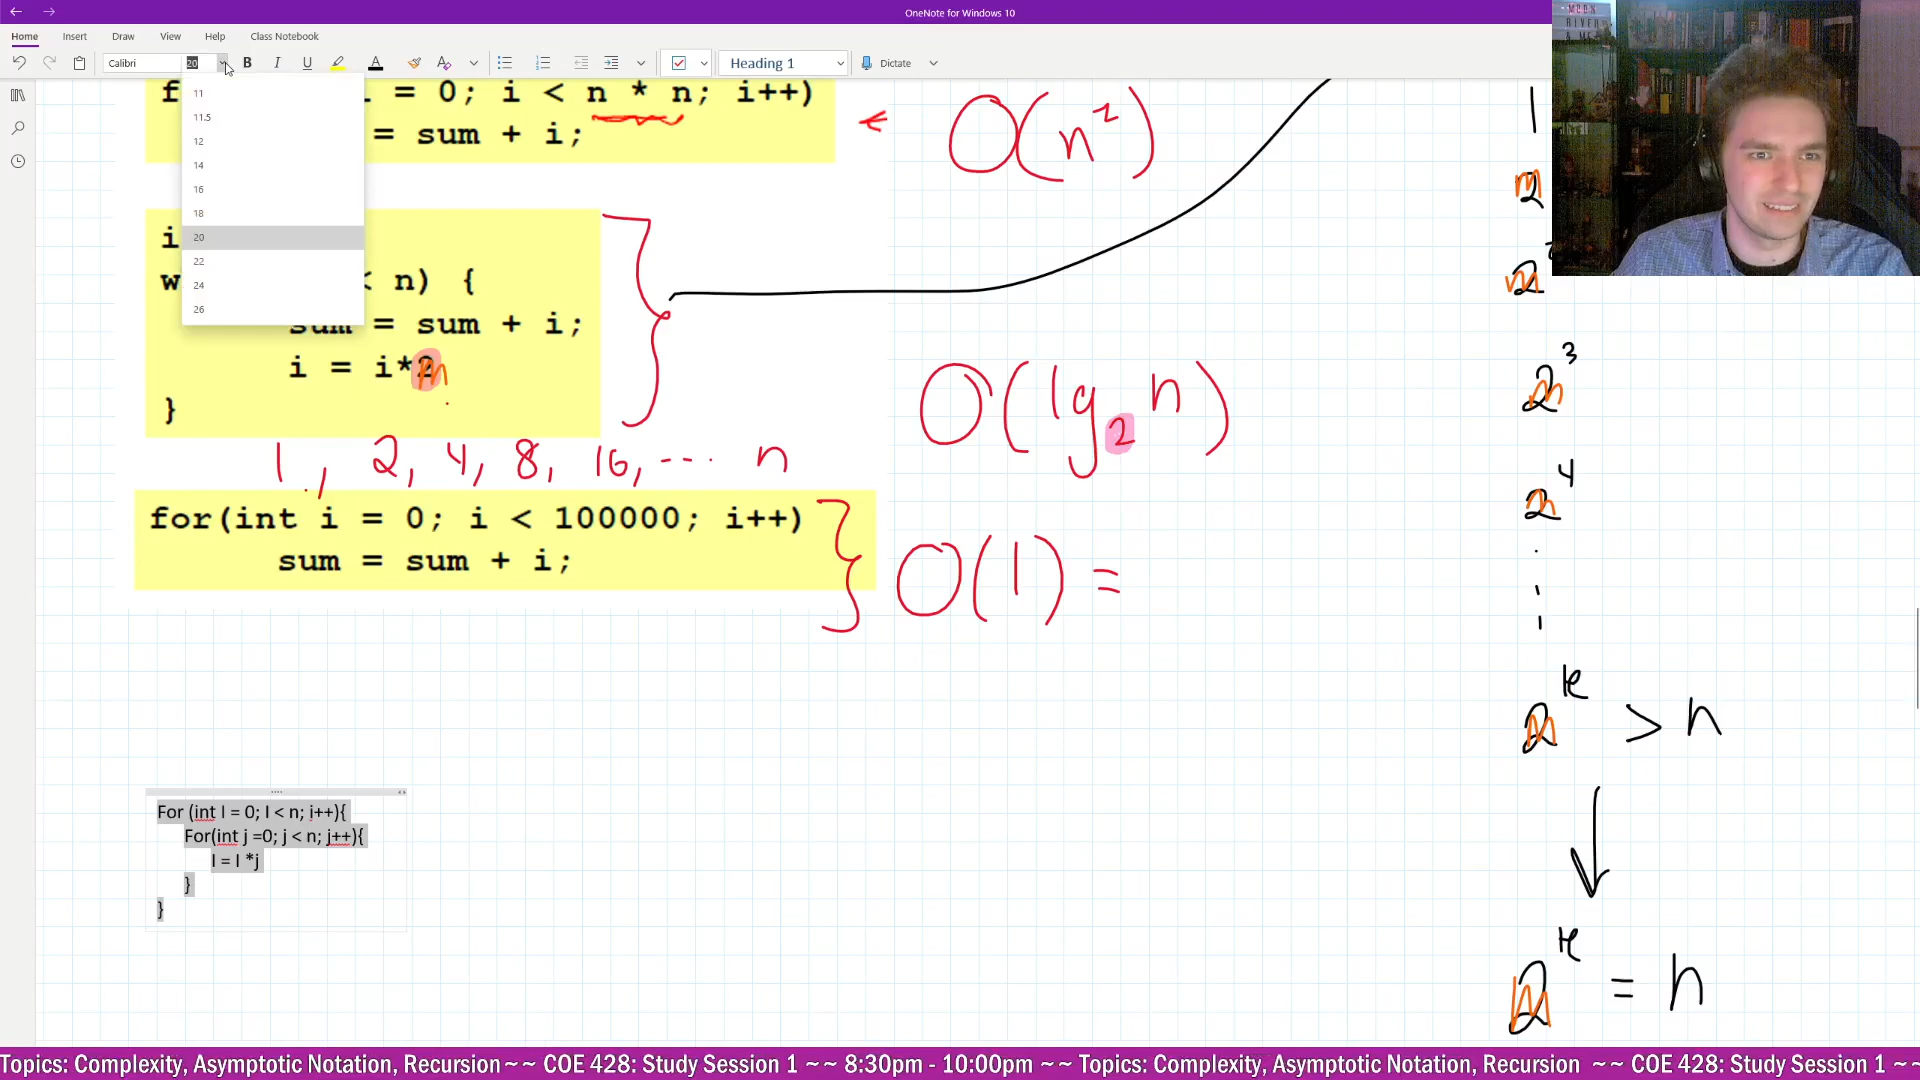 OneNote for Windows 10
Home Insert Draw View Help Class Notebook
Calibri 20 B I U A Heading 1 Dictate
11
11.5
12
14
16
18
20
22
24
26
= 0; i < n * n; i++)
= sum + i;
O(n²)
i
w < n) {
sum = sum + i;
i = i*2 m
}
O(lg₂ n)
1, 2, 4, 8, 16, ... n
for(int i = 0; i < 100000; i++)
sum = sum + i;
O(1) =
For (int I = 0; I < n; i++){
For(int j =0; j < n; j++){
I = I *j
}
}
1
2 m
2 m
2³ m
2⁴ m
2ᵏ m > n
2ᵏ m = n
MOON
RIVER
Topics: Complexity, Asymptotic Notation, Recursion ~~ COE 428: Study Session 1 ~~ 8:30pm - 10:00pm ~~ Topics: Complexity, Asymptotic Notation, Recursion ~~ COE 428: Study Session 1 ~~